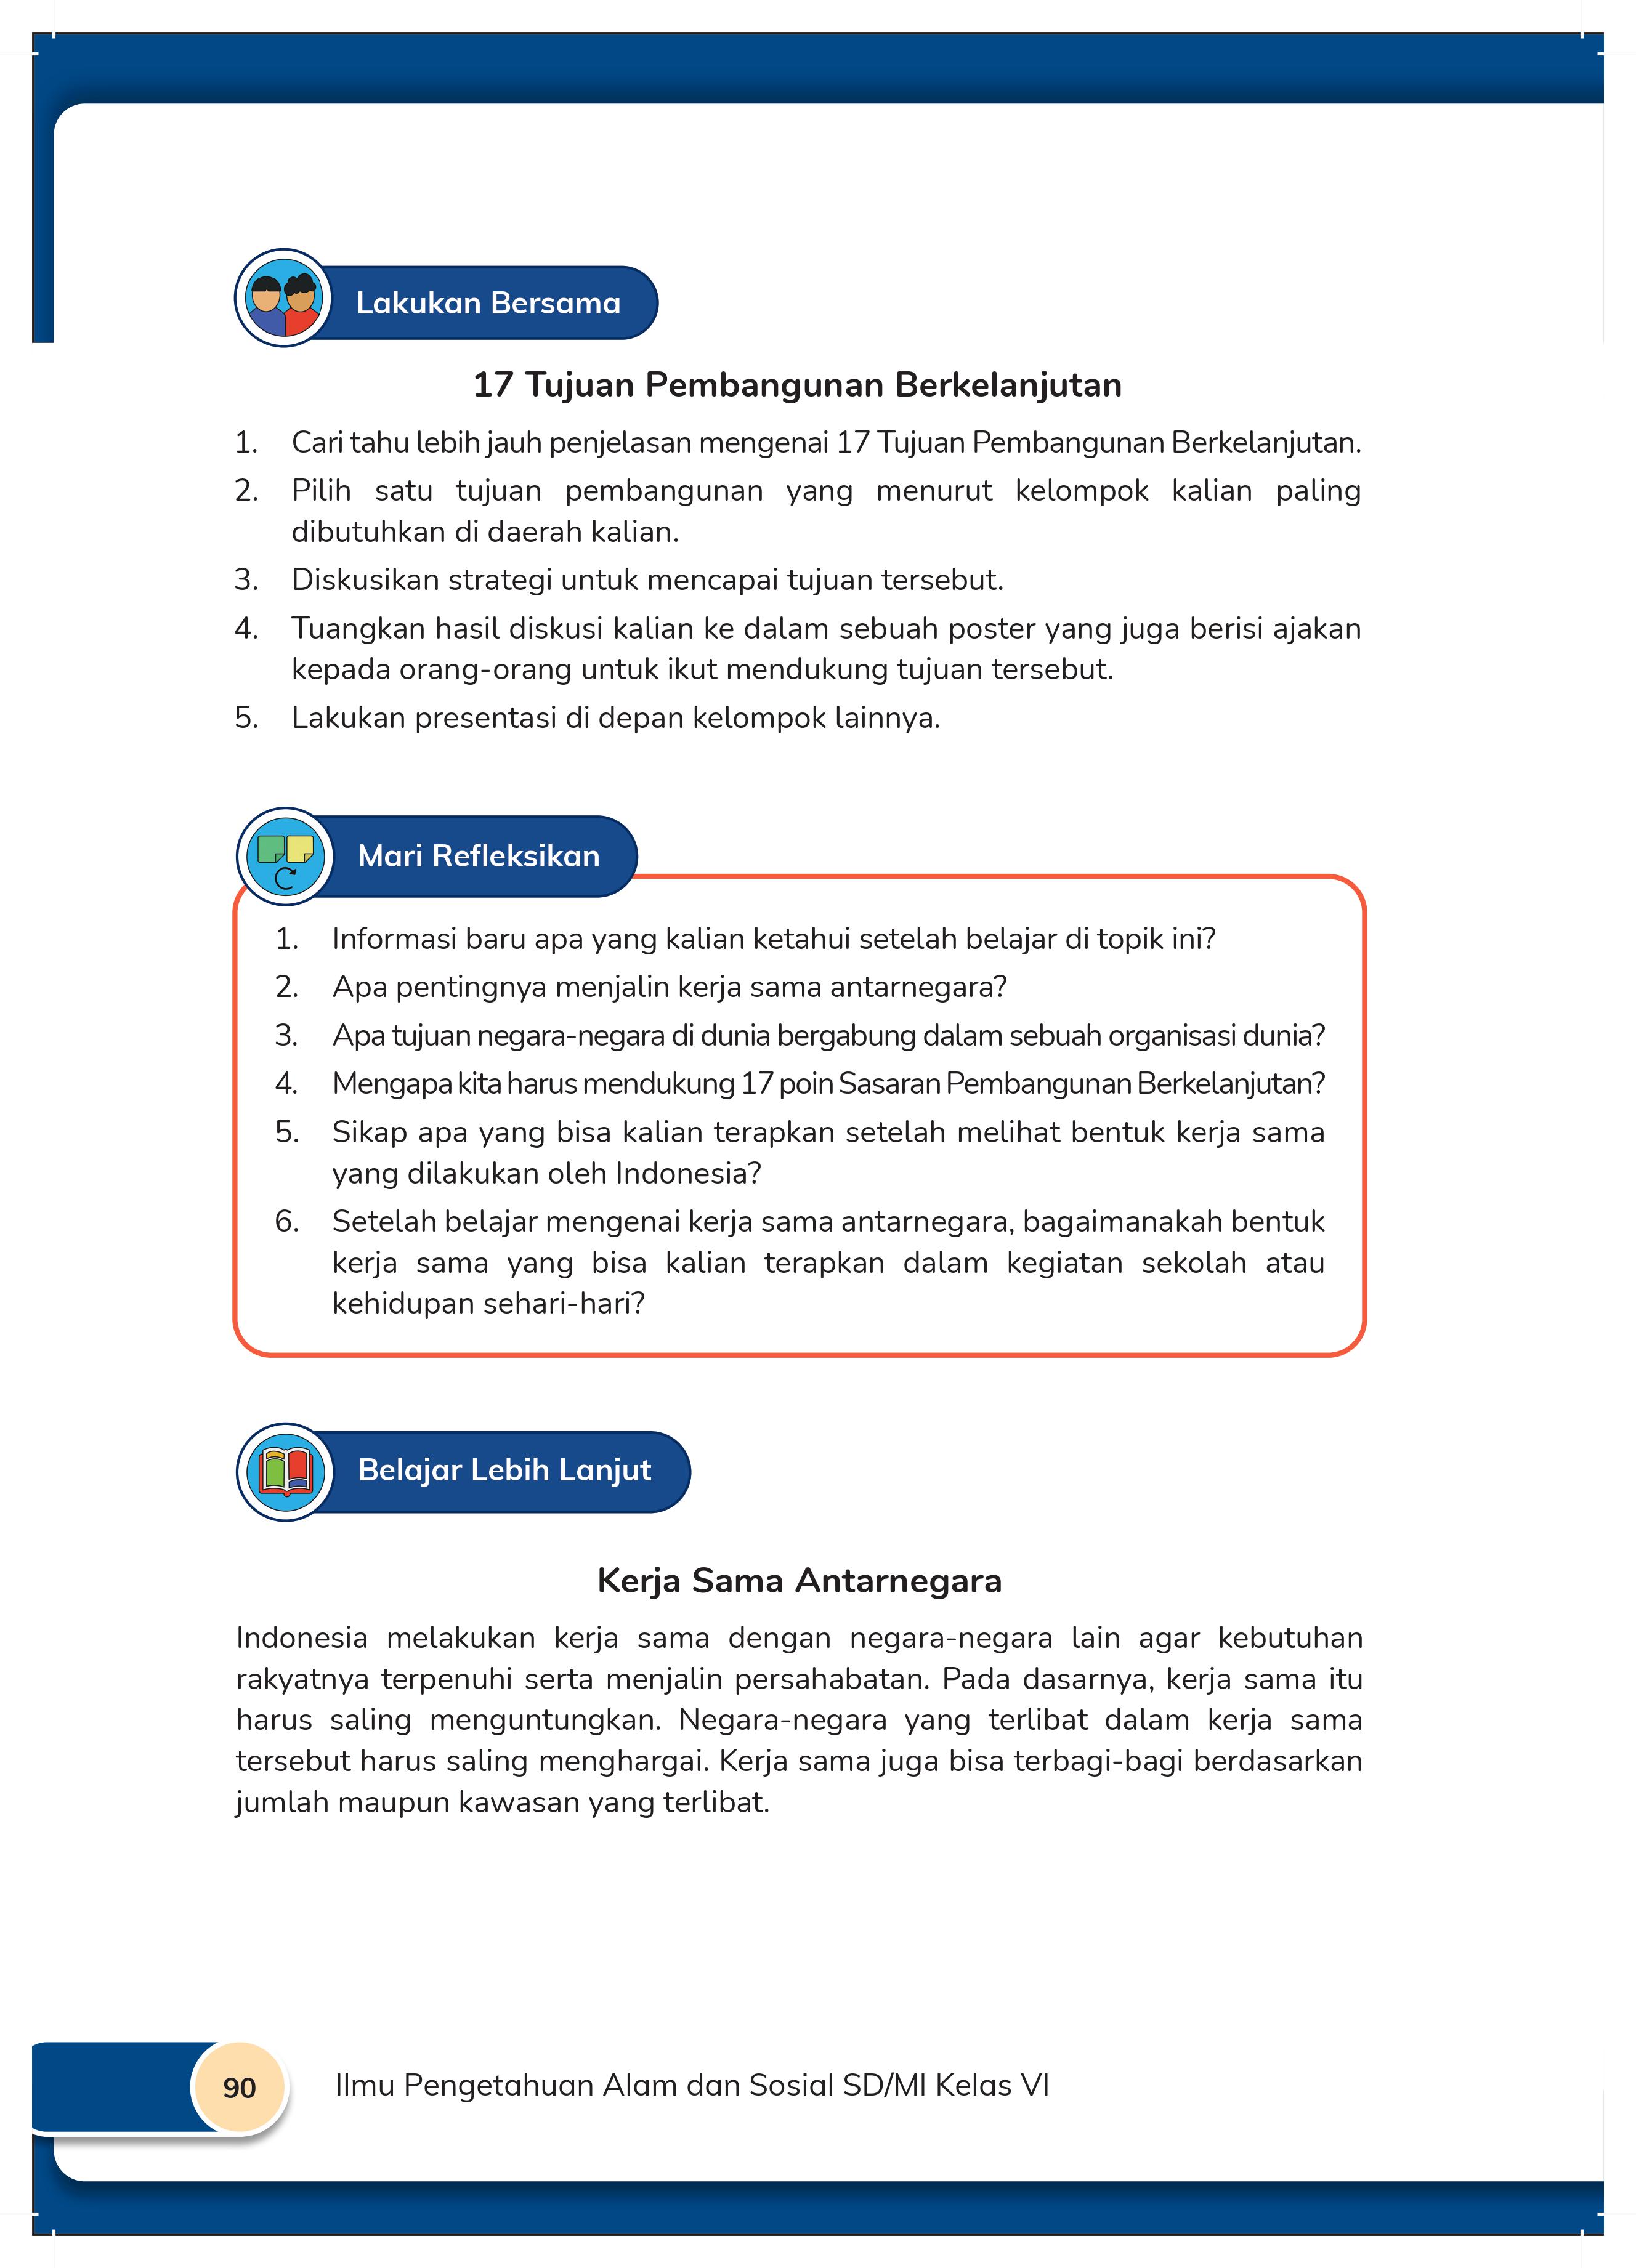 Lakukan Bersama
17 Tujuan Pembangunan Berkelanjutan
1. Cari tahu lebih jauh penjelasan mengenai 17 Tujuan Pembangunan Berkelanjutan.
2. Pilih satu tujuan pembangunan yang menurut kelompok kalian paling
dibutuhkan di daerah kalian.
3. Diskusikan strategi untuk mencapai tujuan tersebut.
4. Tuangkan hasil diskusi kalian ke dalam sebuah poster yang juga berisi ajakan
kepada orang-orang untuk ikut mendukung tujuan tersebut.
5. Lakukan presentasi di depan kelompok lainnya.
Mari Refleksikan
1. Informasi baru apa yang kalian ketahui setelah belajar di topik ini?
2. Apa pentingnya menjalin kerja sama antarnegara?
3. Apa tujuan negara-negara di dunia bergabung dalam sebuah organisasi dunia?
4. Mengapa kita harus mendukung 17 poin Sasaran Pembangunan Berkelanjutan?
5. Sikap apa yang bisa kalian terapkan setelah melihat bentuk kerja sama
yang dilakukan oleh Indonesia?
6. Setelah belajar mengenai kerja sama antarnegara, bagaimanakah bentuk
kerja sama yang bisa kalian terapkan dalam kegiatan sekolah atau
kehidupan sehari-hari?
Belajar Lebih Lanjut
Kerja Sama Antarnegara
Indonesia melakukan kerja sama dengan negara-negara lain agar kebutuhan
rakyatnya terpenuhi serta menjalin persahabatan. Pada dasarnya, kerja sama itu
harus saling menguntungkan. Negara-negara yang terlibat dalam kerja sama
tersebut harus saling menghargai. Kerja sama juga bisa terbagi-bagi berdasarkan
jumlah maupun kawasan yang terlibat.
90 Ilmu Pengetahuan Alam dan Sosial SD/MI Kelas VI